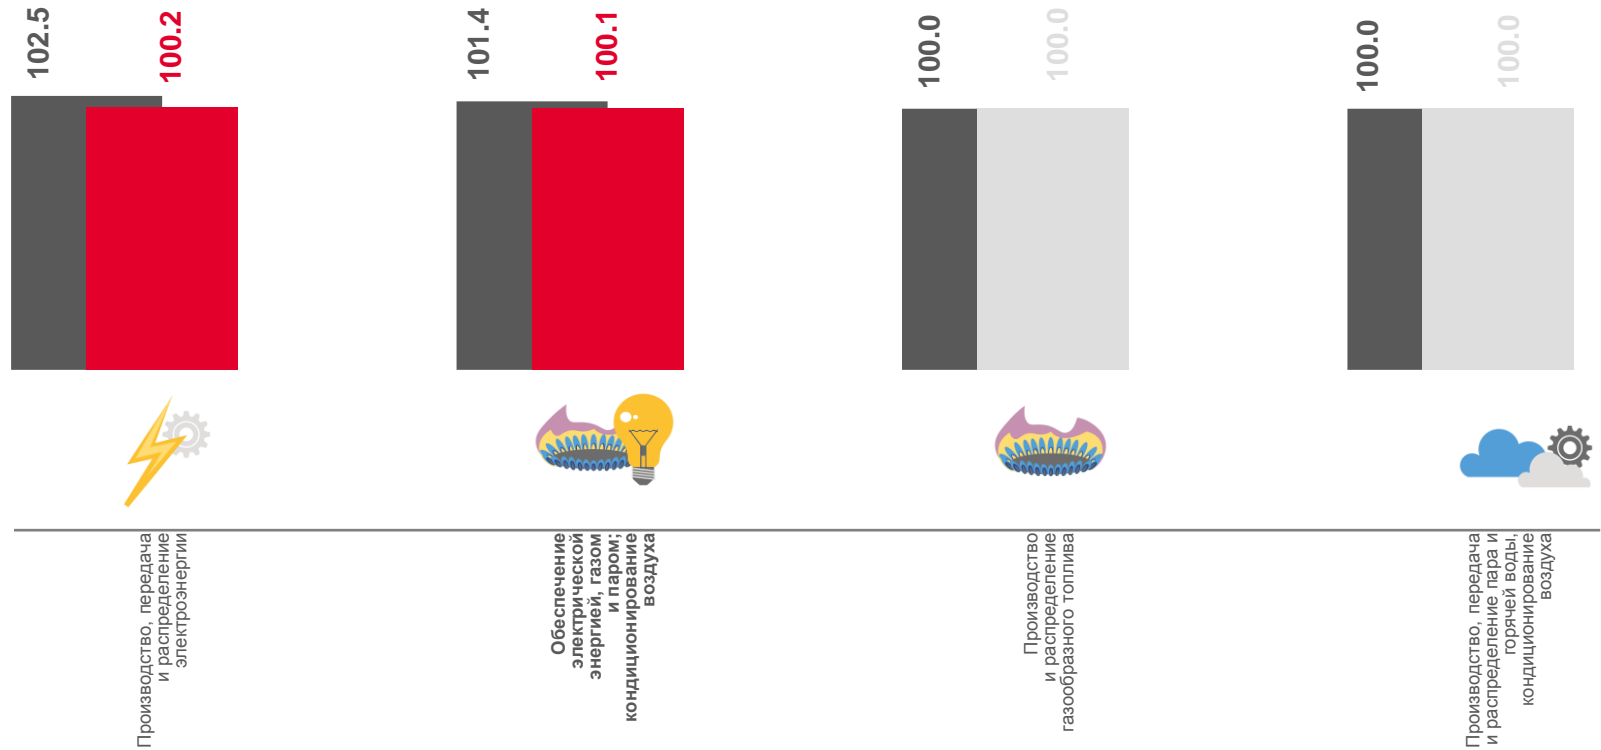 102.5
100.2
101.4
100.1
100.0
100.0
100.0
100.0
Производство, передача
и распределение
электроэнергии
Обеспечение
электрической
энергией, газом
и паром;
кондиционирование
воздуха
Производство
и распределение
газообразного топлива
Производство, передача
и распределение пара и
горячей воды,
кондиционирование
воздуха